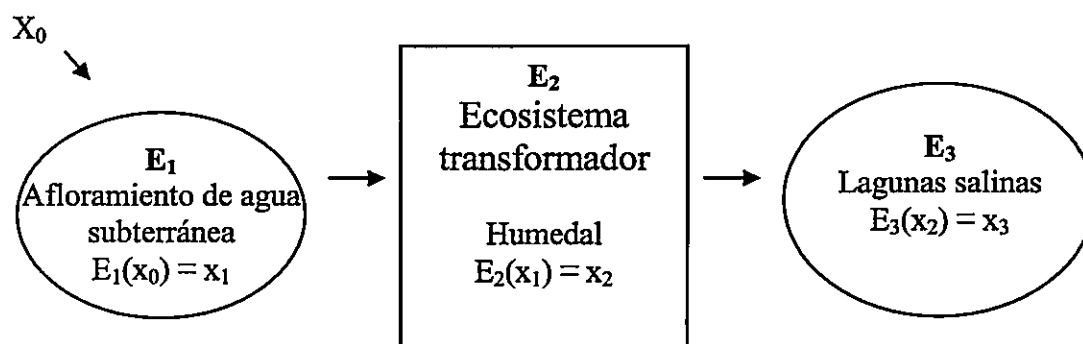 X₀
E₁
Afloramiento de agua
subterránea
E₁(x₀) = x₁
E₂
Ecosistema
transformador
Humedal
E₂(x₁) = x₂
E₃
Lagunas salinas
E₃(x₂) = x₃